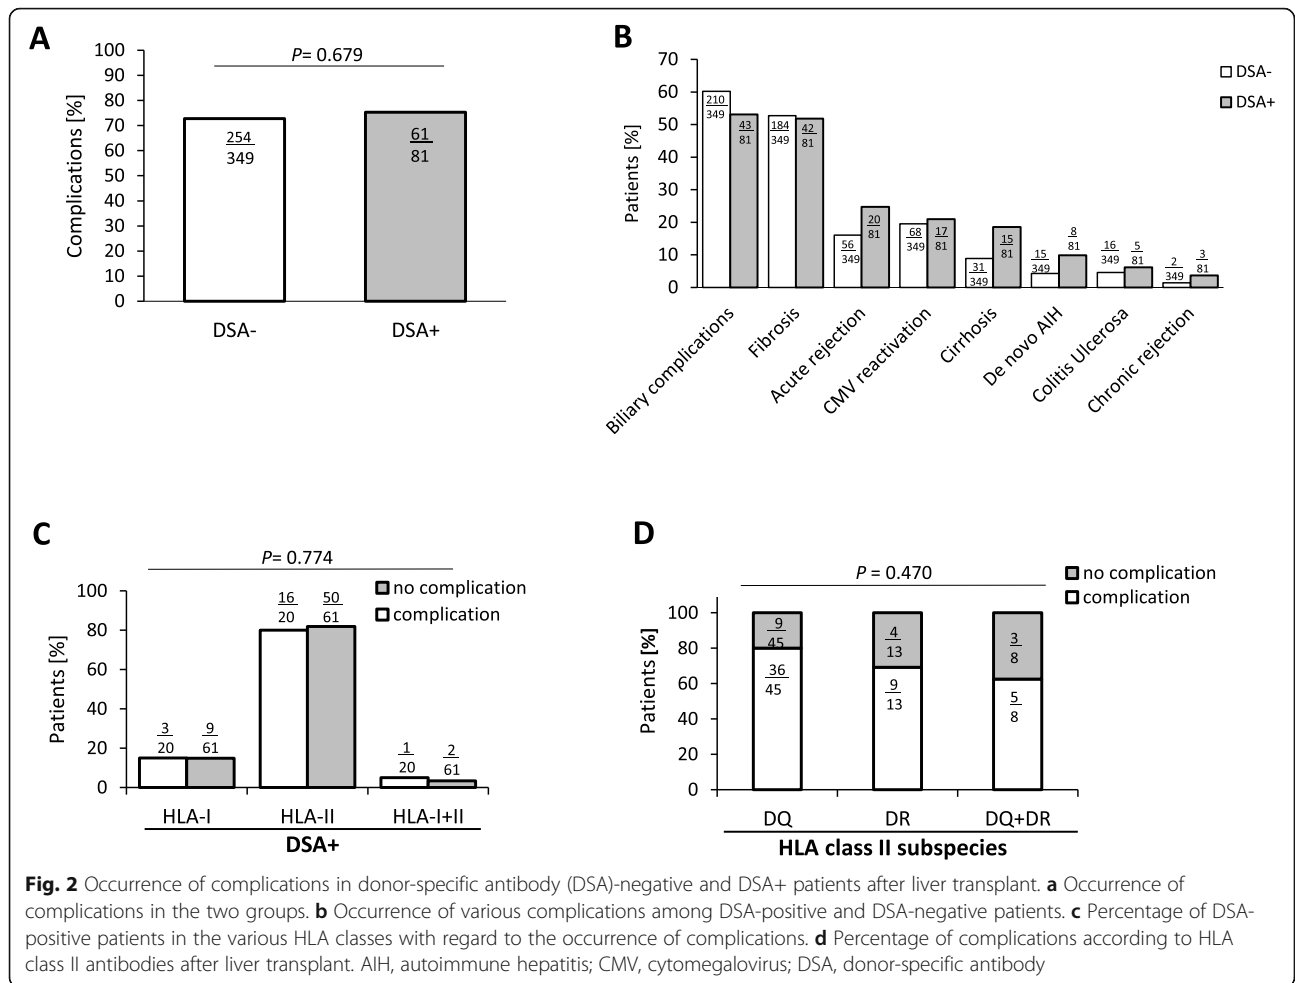 A
P= 0.679
Complications [%]
100
90
80
70
60
50
40
30
20
10
0
254
349
61
81
DSA-
DSA+
B
Patients [%]
70
60
50
40
30
20
10
0
DSA-
DSA+
210
349
43
81
184
349
42
81
56
349
20
81
68
349
17
81
31
349
15
81
15
349
8
81
16
349
5
81
2
349
3
81
Biliary complications
Fibrosis
Acute rejection
CMV reactivation
Cirrhosis
De novo AIH
Colitis Ulcerosa
Chronic rejection
C
P= 0.774
Patients [%]
100
80
60
40
20
0
no complication
complication
3
20
9
61
16
20
50
61
1
20
2
61
HLA-I
HLA-II
HLA-I+II
DSA+
D
P = 0.470
no complication
complication
Patients [%]
100
80
60
40
20
0
9
45
36
45
4
13
9
13
3
8
5
8
DQ
DR
DQ+DR
HLA class II subspecies
Fig. 2 Occurrence of complications in donor-specific antibody (DSA)-negative and DSA+ patients after liver transplant. a Occurrence of
complications in the two groups. b Occurrence of various complications among DSA-positive and DSA-negative patients. c Percentage of DSA-
positive patients in the various HLA classes with regard to the occurrence of complications. d Percentage of complications according to HLA
class II antibodies after liver transplant. AIH, autoimmune hepatitis; CMV, cytomegalovirus; DSA, donor-specific antibody